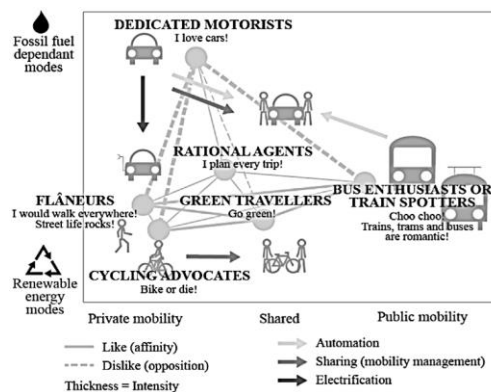 Fossil fuel
dependant
modes
DEDICATED MOTORISTS
I love cars!
RATIONAL AGENTS
I plan every trip!
FLÂNEURS
I would walk everywhere!
Street life rocks!
GREEN TRAVELLERS
Go green!
BUS ENTHUSIASTS OR
TRAIN SPOTTERS
Choo choo!
Trains, trams and buses
are romantic!
CYCLING ADVOCATES
Bike or die!
Renewable
energy
modes
Private mobility
Shared
Public mobility
Like (affinity)
Dislike (opposition)
Thickness = Intensity
Automation
Sharing (mobility management)
Electrification